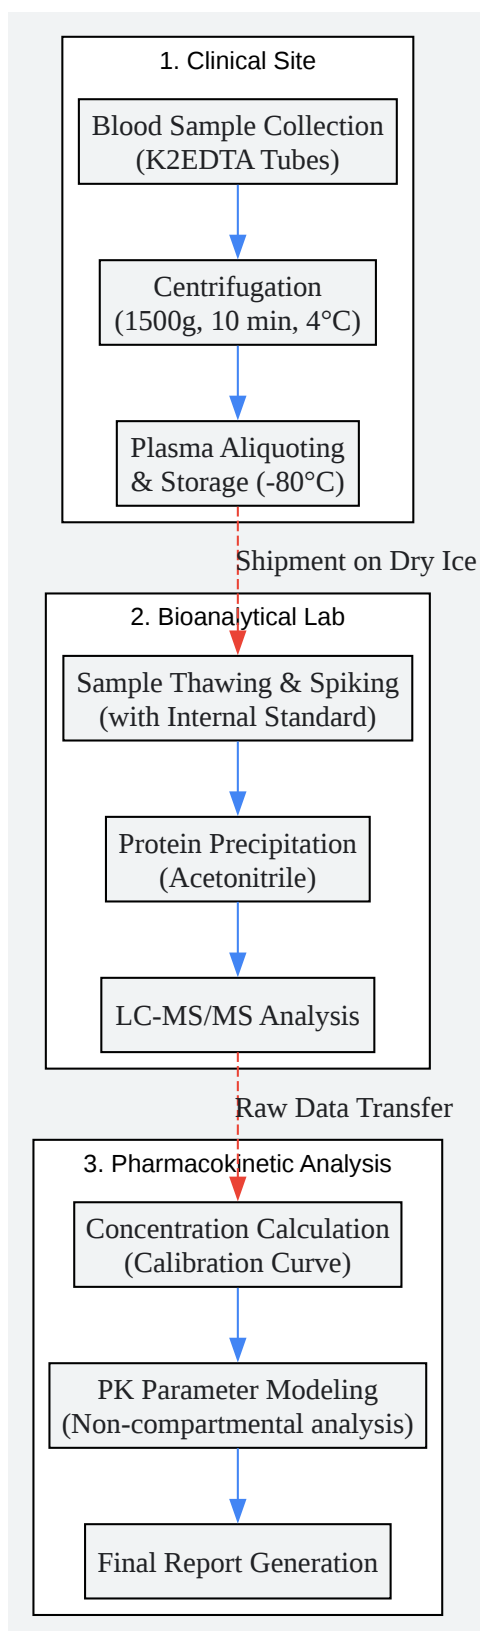 1. Clinical Site
Blood Sample Collection
(K2EDTA Tubes)
Centrifugation
(1500g, 10 min, 4°C)
Plasma Aliquoting
& Storage (-80°C)
Shipment on Dry Ice
2. Bioanalytical Lab
Sample Thawing & Spiking
(with Internal Standard)
Protein Precipitation
(Acetonitrile)
LC-MS/MS Analysis
Raw Data Transfer
3. Pharmacokinetic Analysis
Concentration Calculation
(Calibration Curve)
PK Parameter Modeling
(Non-compartmental analysis)
Final Report Generation